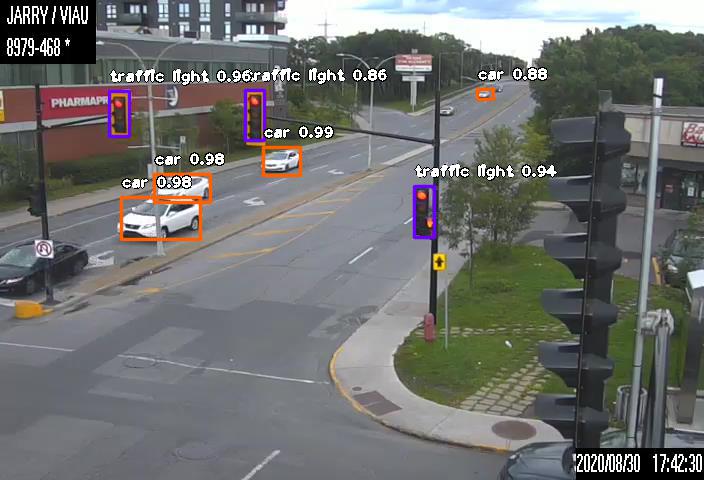 JARRY / VIAU
8979-468 *
traffic light 0.96
traffic light 0.86
car 0.88
PHARMAPR
car 0.99
car 0.98
car 0.98
traffic light 0.94
2020/08/30 17:42:30